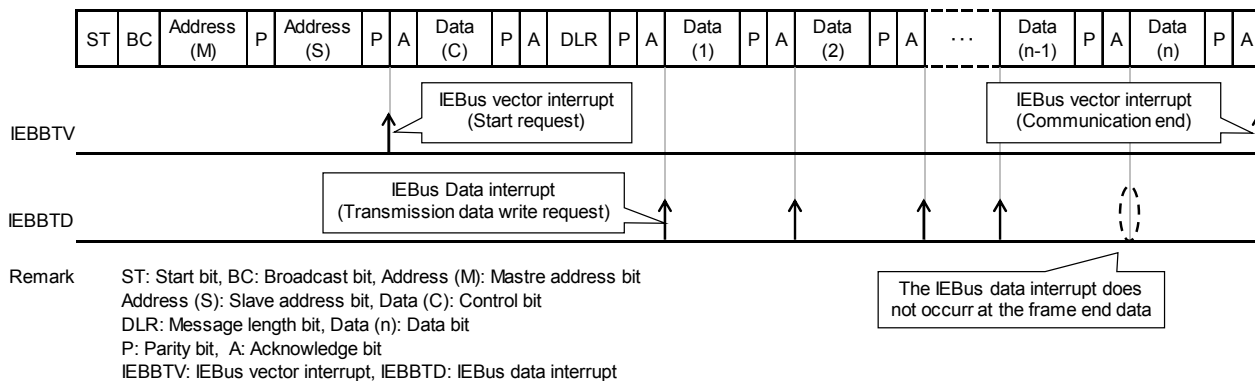 ST BC Address (M) P Address (S) P A Data (C) P A DLR P A Data (1) P A Data (2) P A ... Data (n-1) P A Data (n) P A
IEBBTV
IEBus vector interrupt
(Start request)
IEBus vector interrupt
(Communication end)
IEBBTD
IEBus Data interrupt
(Transmission data write request)
The IEBus data interrupt does
not occurr at the frame end data
Remark ST: Start bit, BC: Broadcast bit, Address (M): Mastre address bit
Address (S): Slave address bit, Data (C): Control bit
DLR: Message length bit, Data (n): Data bit
P: Parity bit, A: Acknowledge bit
IEBBTV: IEBus vector interrupt, IEBBTD: IEBus data interrupt